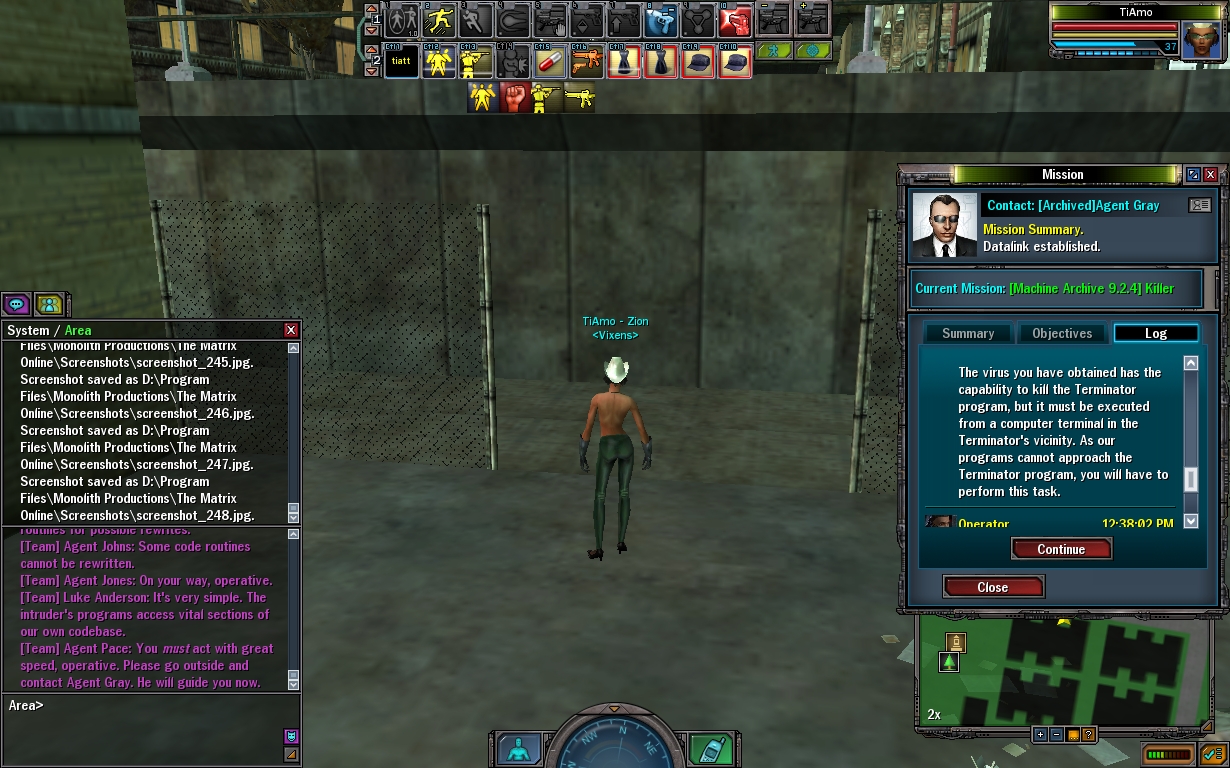 1
1.0
2
tiatt
TiAmo
37
Mission
Contact: [Archived]Agent Gray
Mission Summary.
Datalink established.
Current Mission: [Machine Archive 9.2.4] Killer
Summary
Objectives
Log
The virus you have obtained has the
capability to kill the Terminator
program, but it must be executed
from a computer terminal in the
Terminator's vicinity. As our
programs cannot approach the
Terminator program, you will have to
perform this task.
Operator 12:38:02 PM
Continue
Close
TiAmo - Zion
<Vixens>
System / Area
Files\Monolith Productions\The Matrix
Online\Screenshots\screenshot_245.jpg.
Screenshot saved as D:\Program
Files\Monolith Productions\The Matrix
Online\Screenshots\screenshot_246.jpg.
Screenshot saved as D:\Program
Files\Monolith Productions\The Matrix
Online\Screenshots\screenshot_247.jpg.
Screenshot saved as D:\Program
Files\Monolith Productions\The Matrix
Online\Screenshots\screenshot_248.jpg.
routines for possible rewrites.
[Team] Agent Johns: Some code routines
cannot be rewritten.
[Team] Agent Jones: On your way, operative.
[Team] Luke Anderson: It's very simple. The
intruder's programs access vital sections of
our own codebase.
[Team] Agent Pace: You must act with great
speed, operative. Please go outside and
contact Agent Gray. He will guide you now.
Area>
NW
N
NE
2x